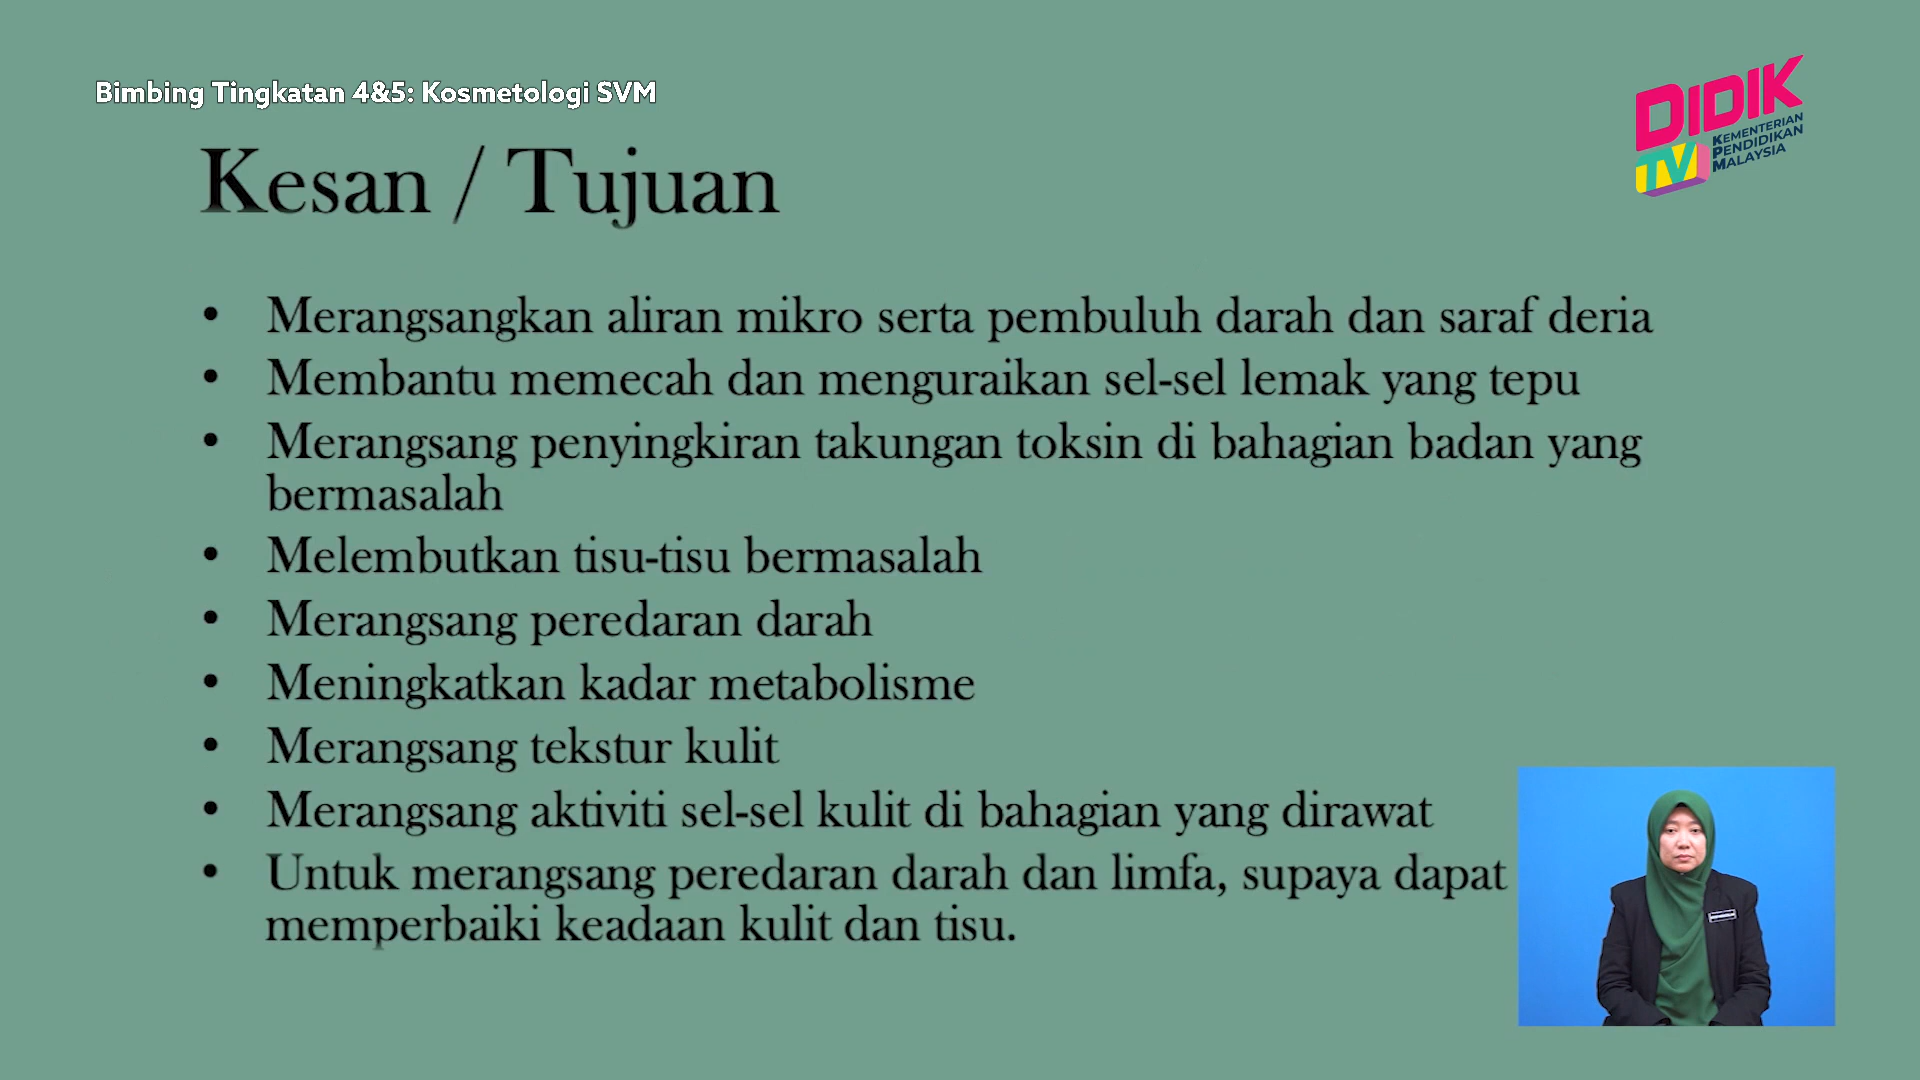 Bimbing Tingkatan 4&5: Kosmetologi SVM
DIDIK
TV
KEMENTERIAN
PENDIDIKAN
MALAYSIA
Kesan / Tujuan
• Merangsangkan aliran mikro serta pembuluh darah dan saraf deria
• Membantu memecah dan menguraikan sel-sel lemak yang tepu
• Merangsang penyingkiran takungan toksin di bahagian badan yang
bermasalah
• Melembutkan tisu-tisu bermasalah
• Merangsang peredaran darah
• Meningkatkan kadar metabolisme
• Merangsang tekstur kulit
• Merangsang aktiviti sel-sel kulit di bahagian yang dirawat
• Untuk merangsang peredaran darah dan limfa, supaya dapat
memperbaiki keadaan kulit dan tisu.